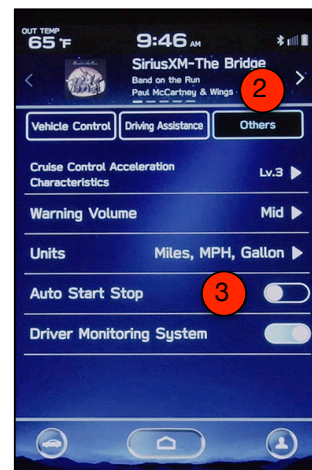 OUT TEMP
65°F
9:46 AM
SiriusXM-The Bridge
Band on the Run
Paul McCartney & Wings
2
Vehicle Control
Driving Assistance
Others
Cruise Control Acceleration
Characteristics
Lv.3
Warning Volume
Mid
Units
Miles, MPH, Gallon
Auto Start Stop
3
Driver Monitoring System